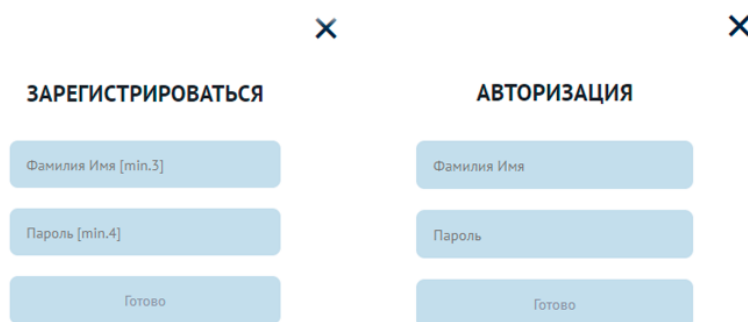 ЗАРЕГИСТРИРОВАТЬСЯ
Фамилия Имя [min.3]
Пароль [min.4]
Готово
АВТОРИЗАЦИЯ
Фамилия Имя
Пароль
Готово